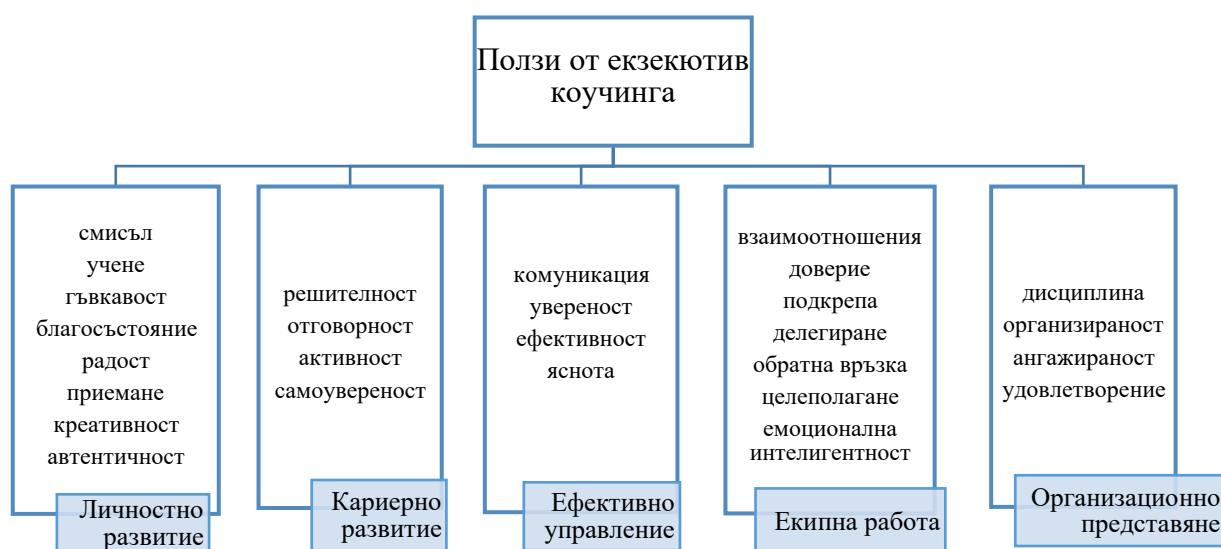 Ползи от екзекютив
коучинга
смисъл
учене
гъвкавост
благосъстояние
радост
приемане
креативност
автентичност
Личностно
развитие
решителност
отговорност
активност
самоувереност
Кариерно
развитие
комуникация
увереност
ефективност
яснота
Ефективно
управление
взаимоотношения
доверие
подкрепа
делегиране
обратна връзка
целеполагане
емоционална
интелигентност
Екипна работа
дисциплина
организираност
ангажираност
удовлетворение
Организационно
представяне